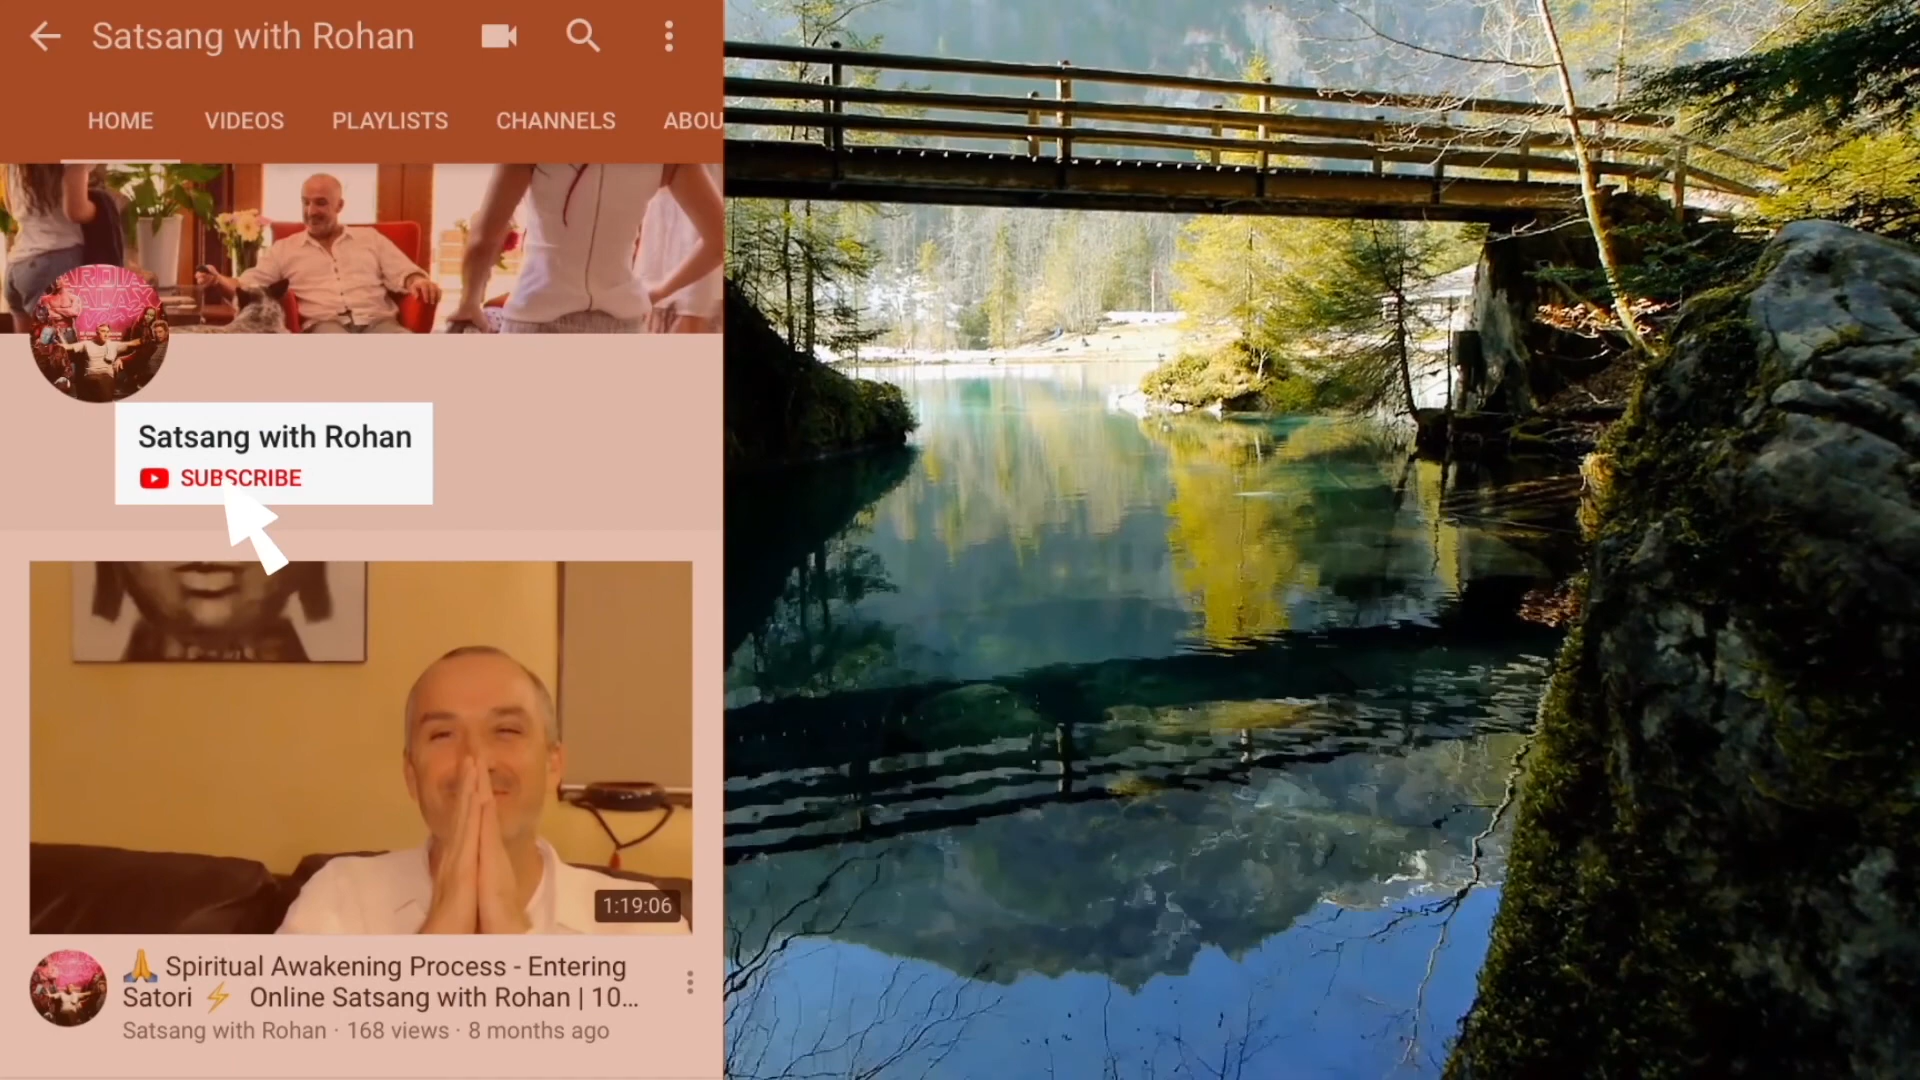 Satsang with Rohan
HOME VIDEOS PLAYLISTS CHANNELS ABOU
Satsang with Rohan
SUBSCRIBE
1:19:06
🙏 Spiritual Awakening Process - Entering
Satori ⚡ Online Satsang with Rohan | 10...
Satsang with Rohan · 168 views · 8 months ago